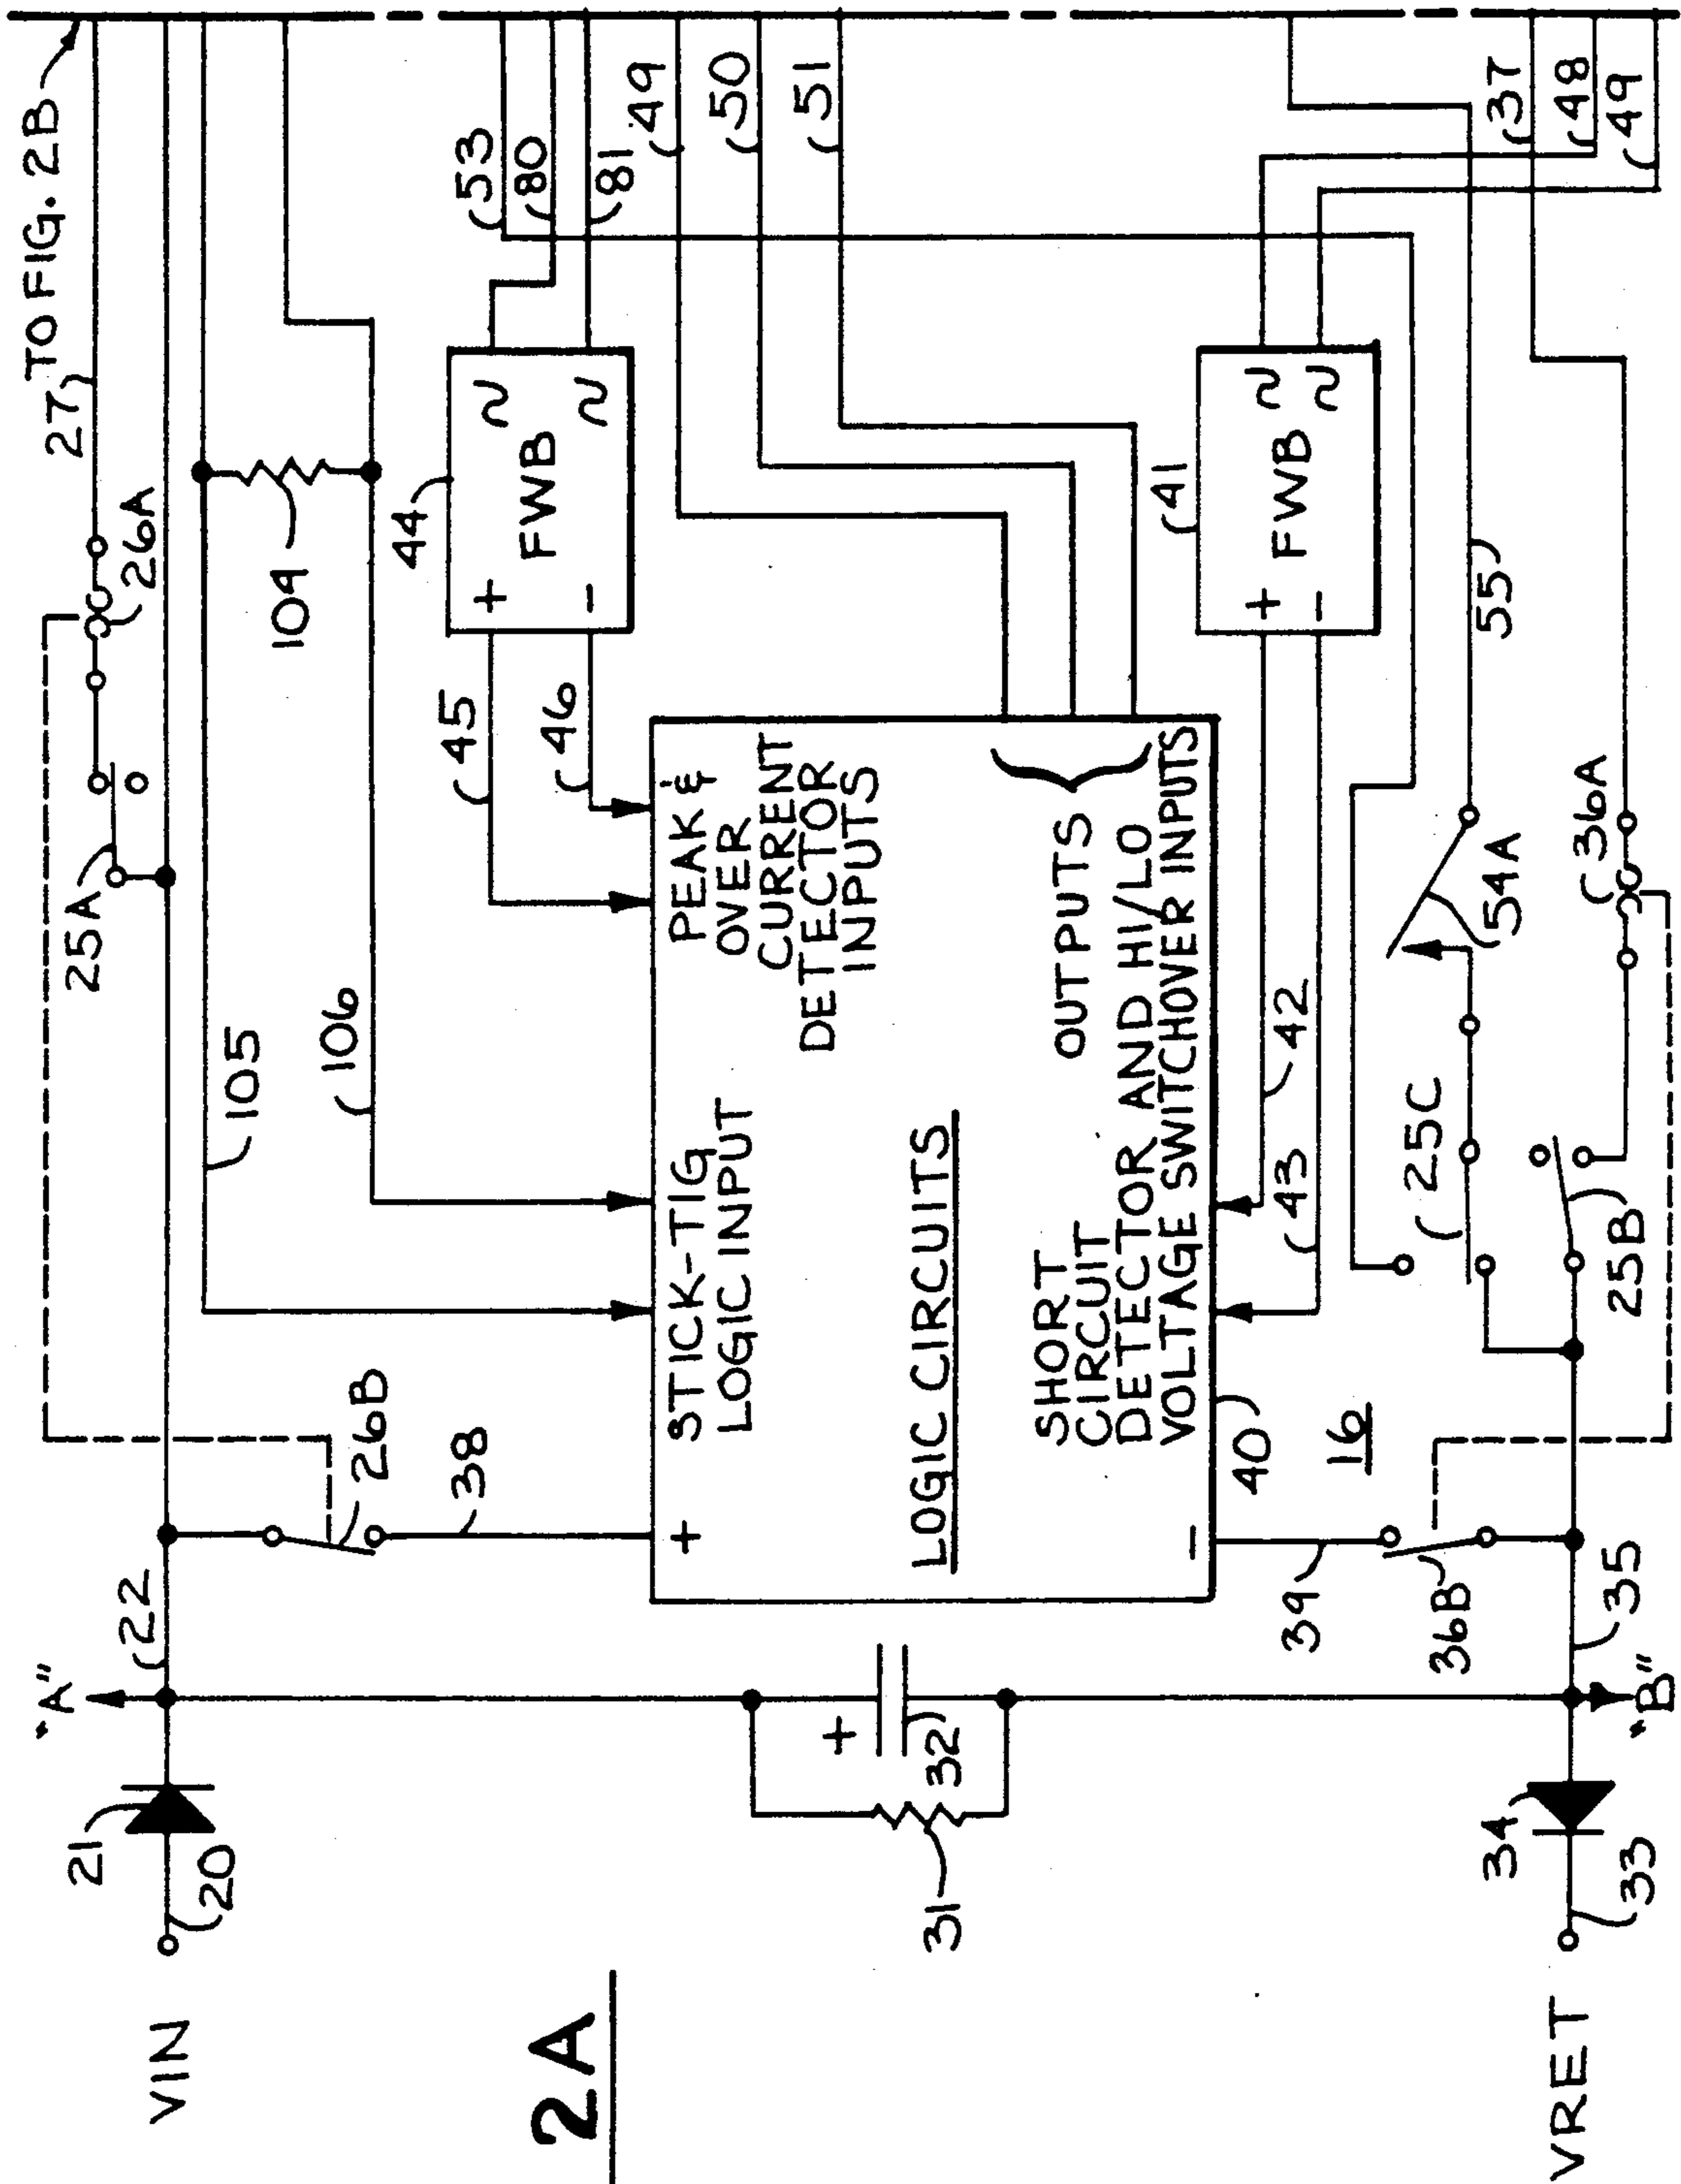 2A
VIN
VRET
"A"
"B"
TO FIG. 2B
27
26A
25A
22
21
20
105
106
104
26B
38
44
FWB
+
-
~
~
45
46
53
80
81
49
50
51
+
STICK-TIG
LOGIC INPUT
PEAK &
OVER
CURRENT
DETECTOR
INPUTS
LOGIC CIRCUITS
OUTPUTS
SHORT
CIRCUIT
DETECTOR AND HI/LO
VOLTAGE SWITCHOVER INPUTS
-
40
41
FWB
+
-
~
~
42
43
37
48
49
55
54A
36A
25C
25B
16
39
36B
35
+
32
31
34
33